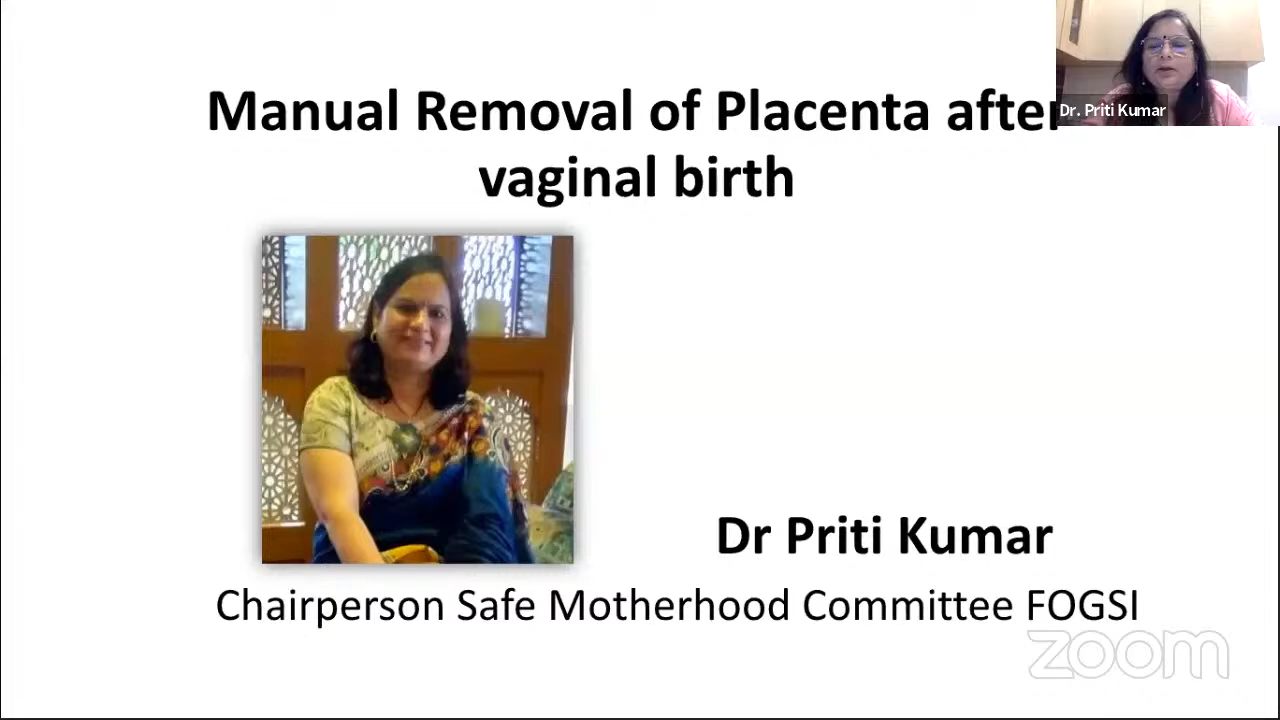 Manual Removal of Placenta after
vaginal birth
Dr. Priti Kumar
Dr Priti Kumar
Chairperson Safe Motherhood Committee FOGSI
zoom